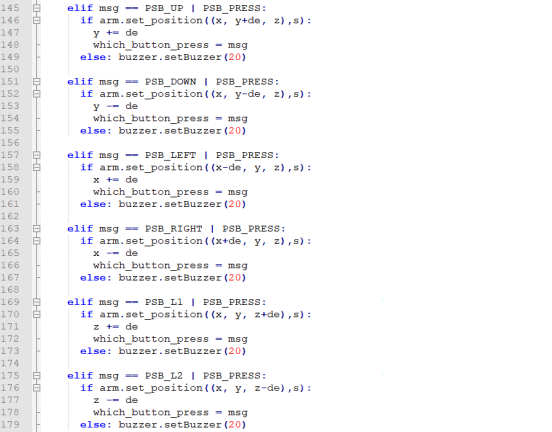 145 elif msg == PSB_UP | PSB_PRESS:
146 if arm.set_position((x, y+de, z),s):
147 y += de
148 which_button_press = msg
149 else: buzzer.setBuzzer(20)
150
151 elif msg == PSB_DOWN | PSB_PRESS:
152 if arm.set_position((x, y-de, z),s):
153 y -= de
154 which_button_press = msg
155 else: buzzer.setBuzzer(20)
156
157 elif msg == PSB_LEFT | PSB_PRESS:
158 if arm.set_position((x-de, y, z),s):
159 x += de
160 which_button_press = msg
161 else: buzzer.setBuzzer(20)
162
163 elif msg == PSB_RIGHT | PSB_PRESS:
164 if arm.set_position((x+de, y, z),s):
165 x -= de
166 which_button_press = msg
167 else: buzzer.setBuzzer(20)
168
169 elif msg == PSB_L1 | PSB_PRESS:
170 if arm.set_position((x, y, z+de),s):
171 z += de
172 which_button_press = msg
173 else: buzzer.setBuzzer(20)
174
175 elif msg == PSB_L2 | PSB_PRESS:
176 if arm.set_position((x, y, z-de),s):
177 z -= de
178 which_button_press = msg
179 else: buzzer.setBuzzer(20)